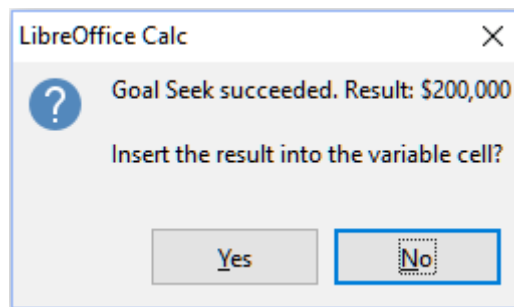 LibreOffice Calc
Goal Seek succeeded. Result: $200,000
Insert the result into the variable cell?
Yes
No